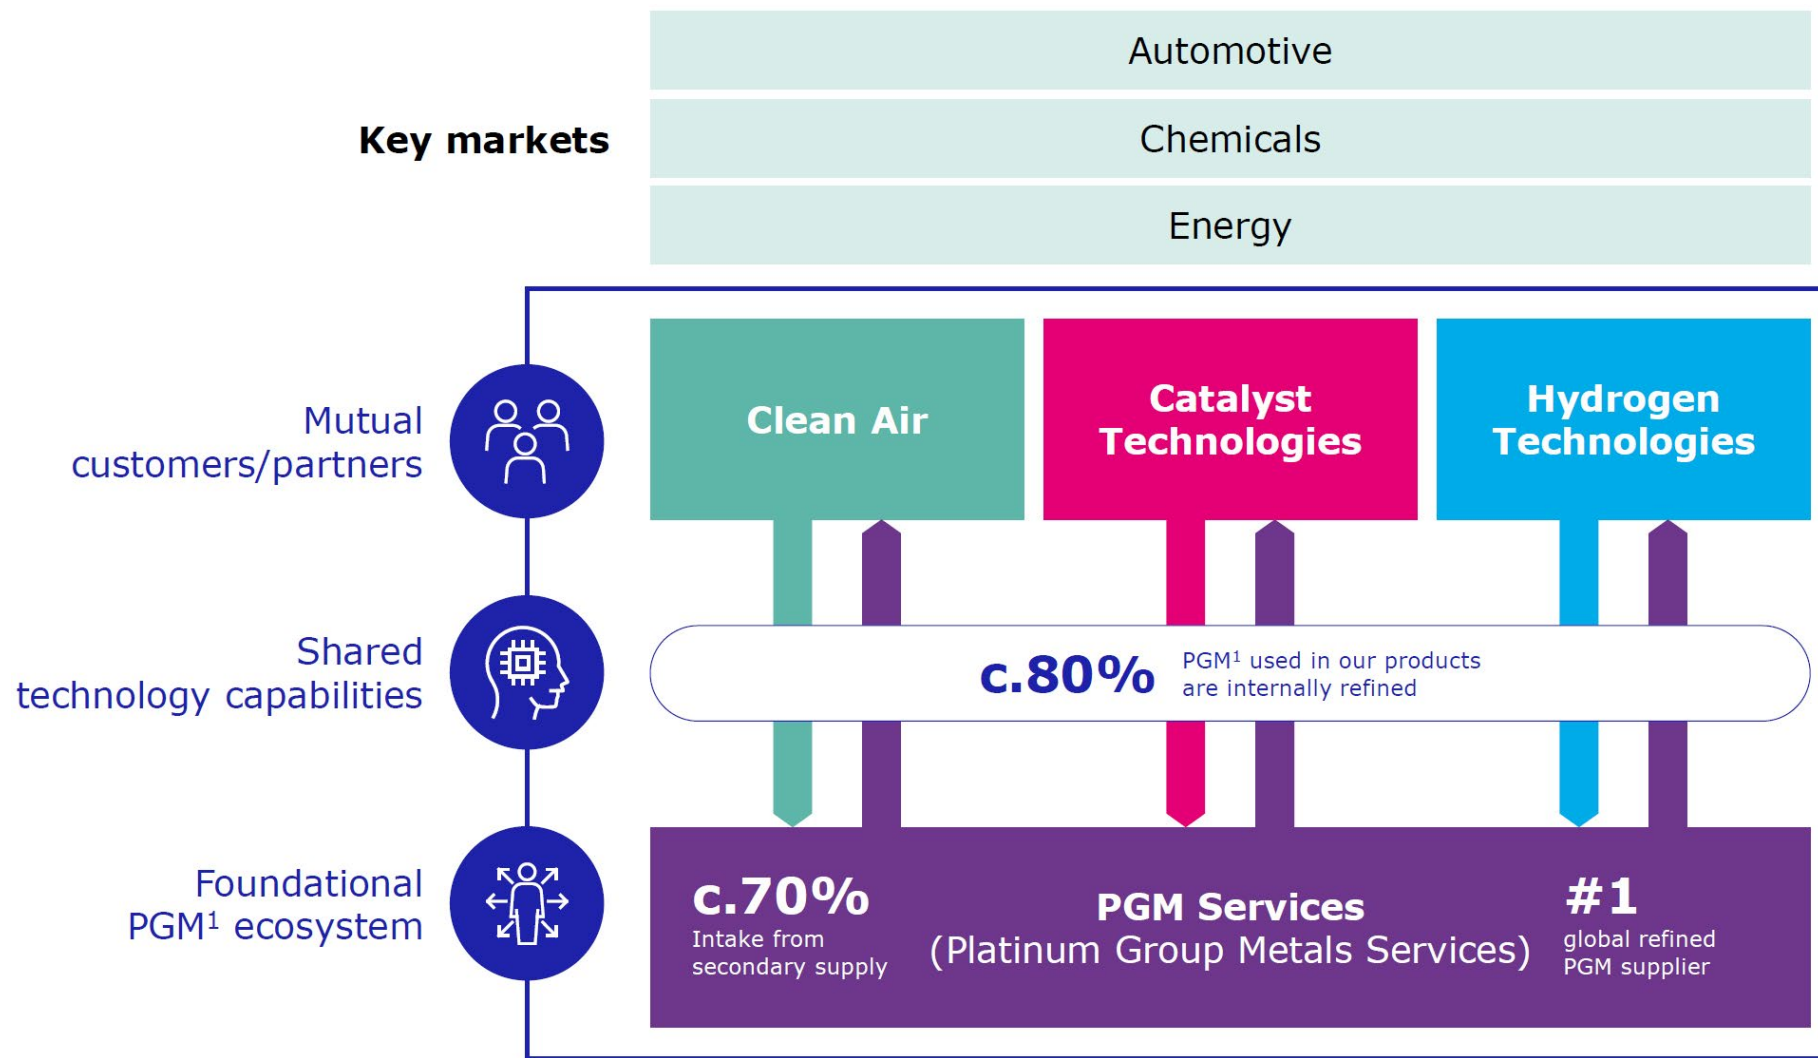 Automotive
Key markets
Chemicals
Energy
Mutual
customers/partners
Clean Air
Catalyst
Technologies
Hydrogen
Technologies
Shared
technology capabilities
c.80%
PGM¹ used in our products
are internally refined
Foundational
PGM¹ ecosystem
c.70%
Intake from
secondary supply
PGM Services
(Platinum Group Metals Services)
#1
global refined
PGM supplier